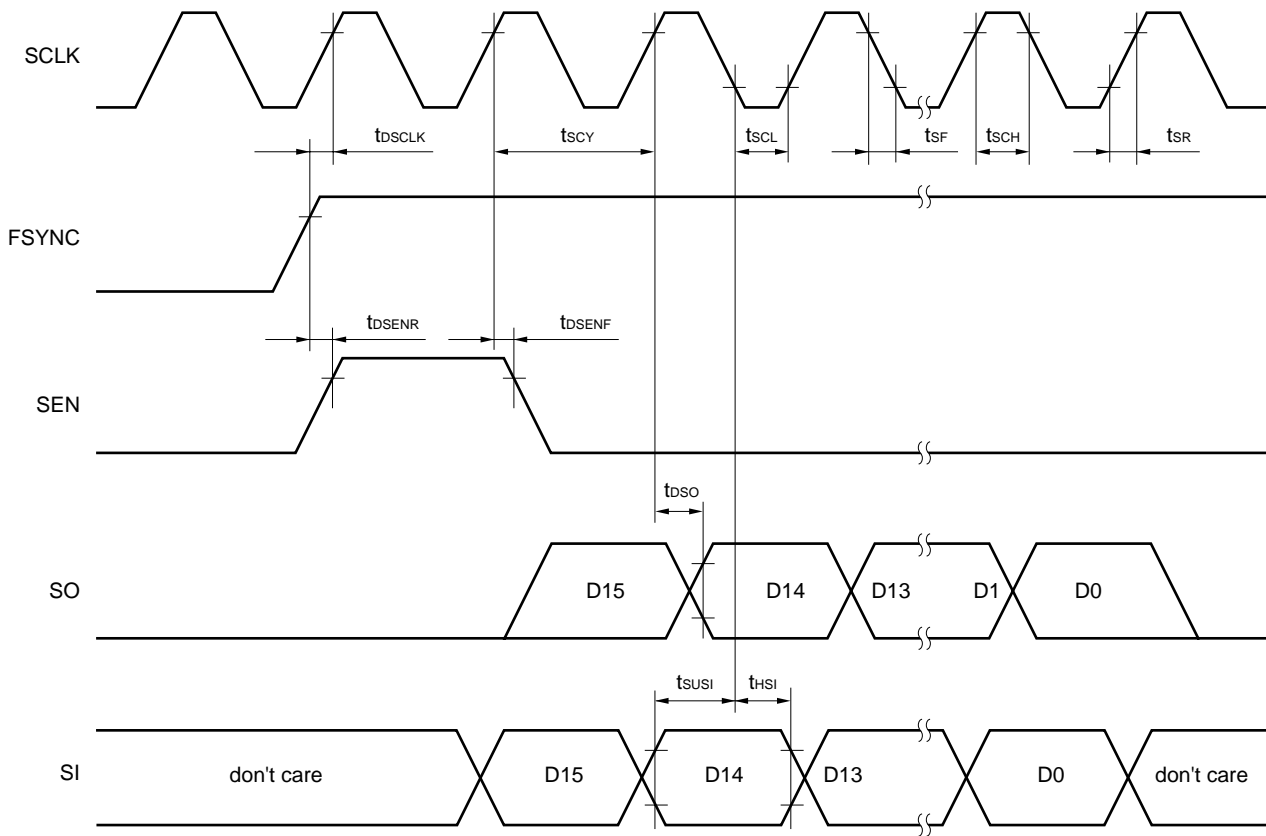 SCLK
tDSCLK tSCY tSCL tSF tSCH tSR
FSYNC
tDSENR tDSENF
SEN
tDSO
SO D15 D14 D13 D1 D0
tSUSI tHSI
SI don't care D15 D14 D13 D0 don't care